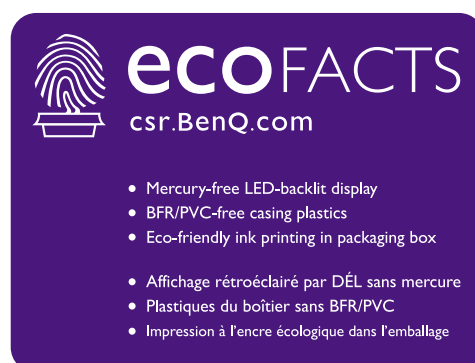 ecoFACTS
csr.BenQ.com
• Mercury-free LED-backlit display
• BFR/PVC-free casing plastics
• Eco-friendly ink printing in packaging box
• Affichage rétroéclairé par DÉL sans mercure
• Plastiques du boîtier sans BFR/PVC
• Impression à l'encre écologique dans l'emballage